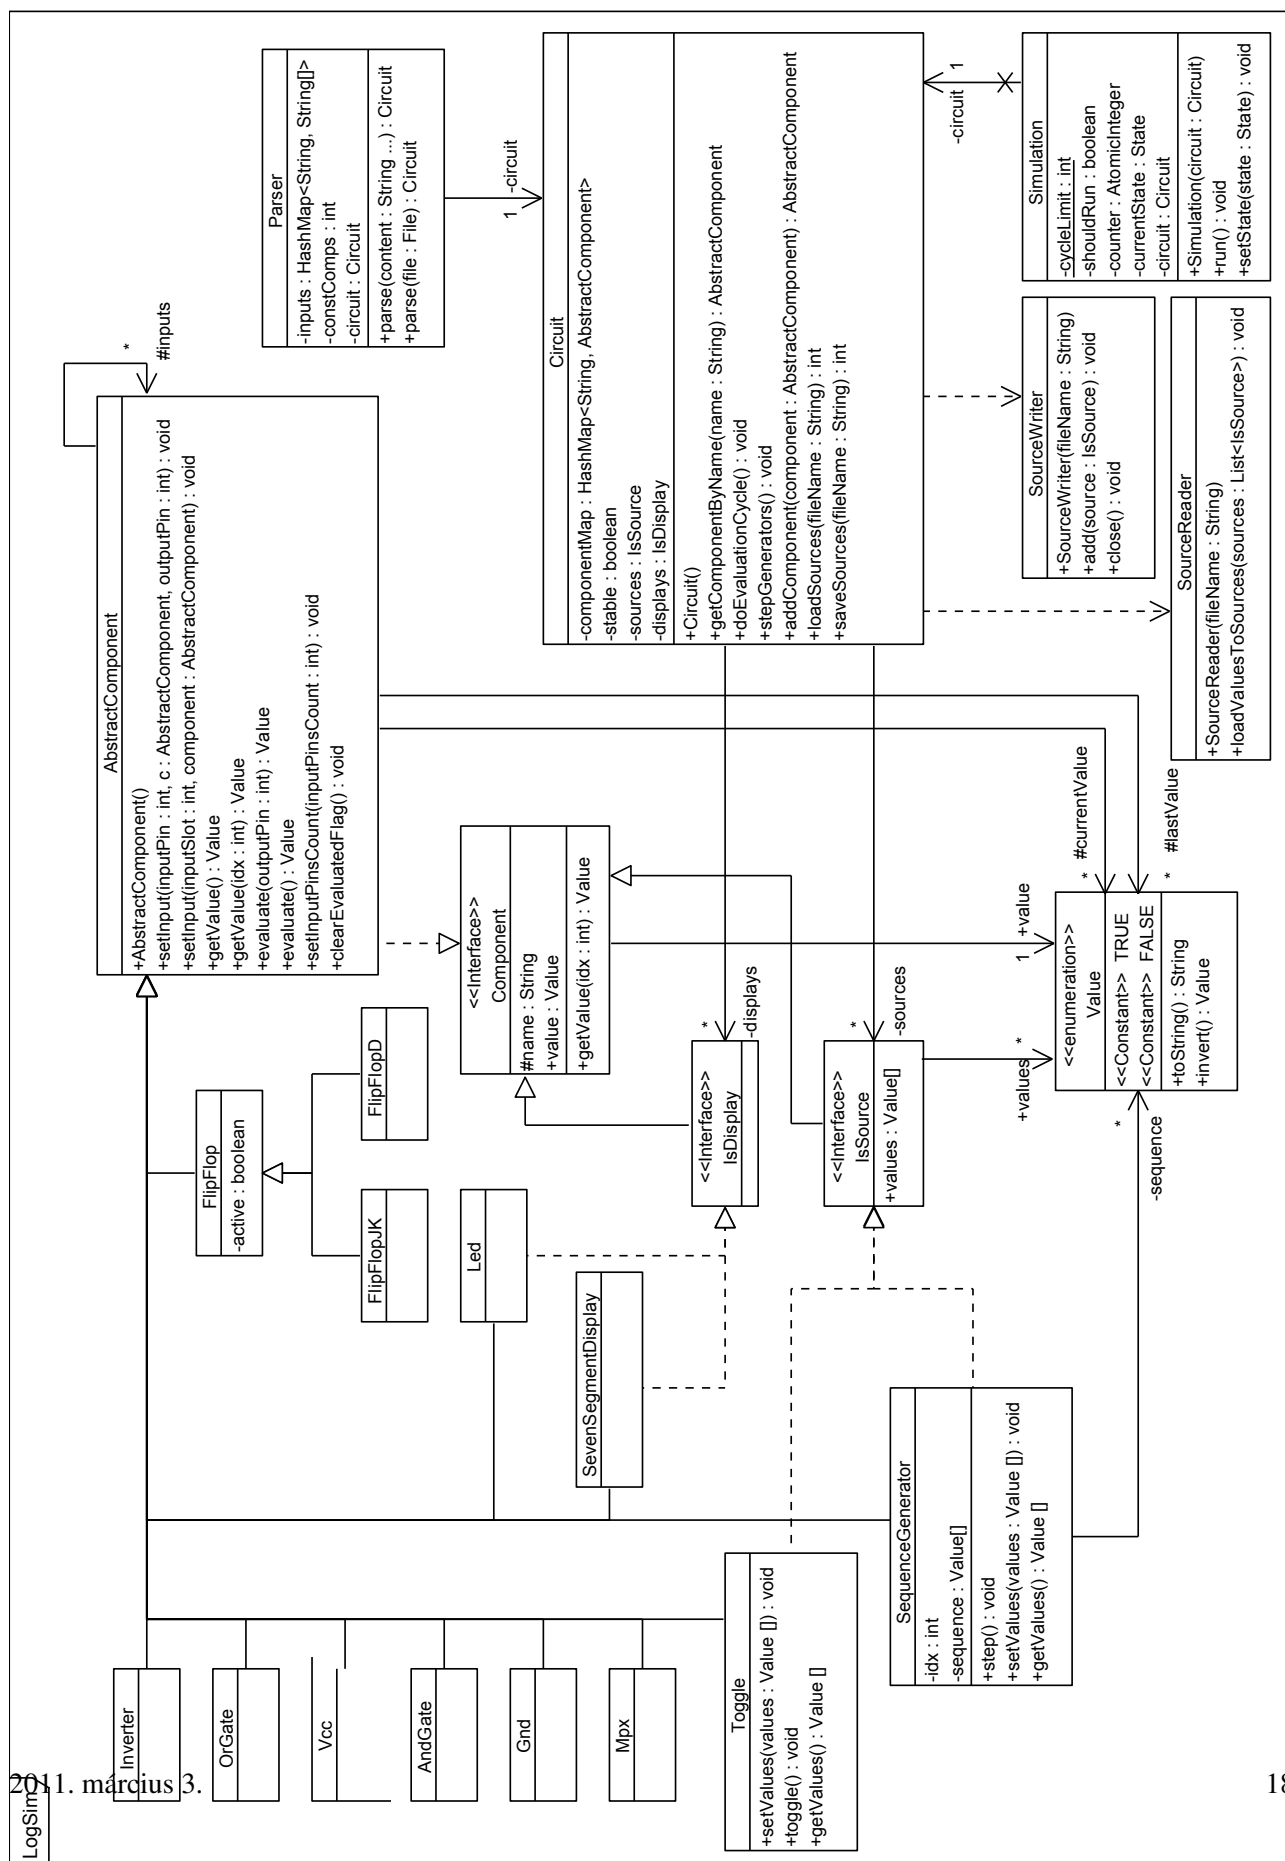 LogSim
Inverter
OrGate
Vcc
AndGate
Gnd
Mpx
Toggle
+setValues(values : Value []) : void
+toggle() : void
+getValues() : Value []
SequenceGenerator
-idx : int
-sequence : Value[]
+step() : void
+setValues(values : Value []) : void
+getValues() : Value []
SevenSegmentDisplay
Led
FlipFlop
-active : boolean
FlipFlopJK
FlipFlopD
<<Interface>>
IsDisplay
<<Interface>>
IsSource
+values : Value[]
<<Interface>>
Component
#name : String
+value : Value
+getValue(idx : int) : Value
<<enumeration>>
Value
<<Constant>> TRUE
<<Constant>> FALSE
+toString() : String
+invert() : Value
AbstractComponent
+AbstractComponent()
+setInput(inputPin : int, c : AbstractComponent, outputPin : int) : void
+setInput(inputSlot : int, component : AbstractComponent) : void
+getValue() : Value
+getValue(idx : int) : Value
+evaluate(outputPin : int) : Value
+evaluate() : Value
+setInputPinsCount(inputPinsCount : int) : void
+clearEvaluatedFlag() : void
*
#inputs
*
-displays
*
-sources
+values
*
1
+value
*
#currentValue
*
#lastValue
*
-sequence
Parser
-inputs : HashMap<String, String[]>
-constComps : int
-circuit : Circuit
+parse(content : String ...) : Circuit
+parse(file : File) : Circuit
1
-circuit
Circuit
-componentMap : HashMap<String, AbstractComponent>
-stable : boolean
-sources : IsSource
-displays : IsDisplay
+Circuit()
+getComponentByName(name : String) : AbstractComponent
+doEvaluationCycle() : void
+stepGenerators() : void
+addComponent(component : AbstractComponent) : AbstractComponent
+loadSources(fileName : String) : int
+saveSources(fileName : String) : int
-circuit
1
Simulation
-cycleLimit : int
-shouldRun : boolean
-counter : AtomicInteger
-currentState : State
-circuit : Circuit
+Simulation(circuit : Circuit)
+run() : void
+setState(state : State) : void
SourceWriter
+SourceWriter(fileName : String)
+add(source : IsSource) : void
+close() : void
SourceReader
+SourceReader(fileName : String)
+loadValuesToSources(sources : List<IsSource>) : void
2011. március 3.
18